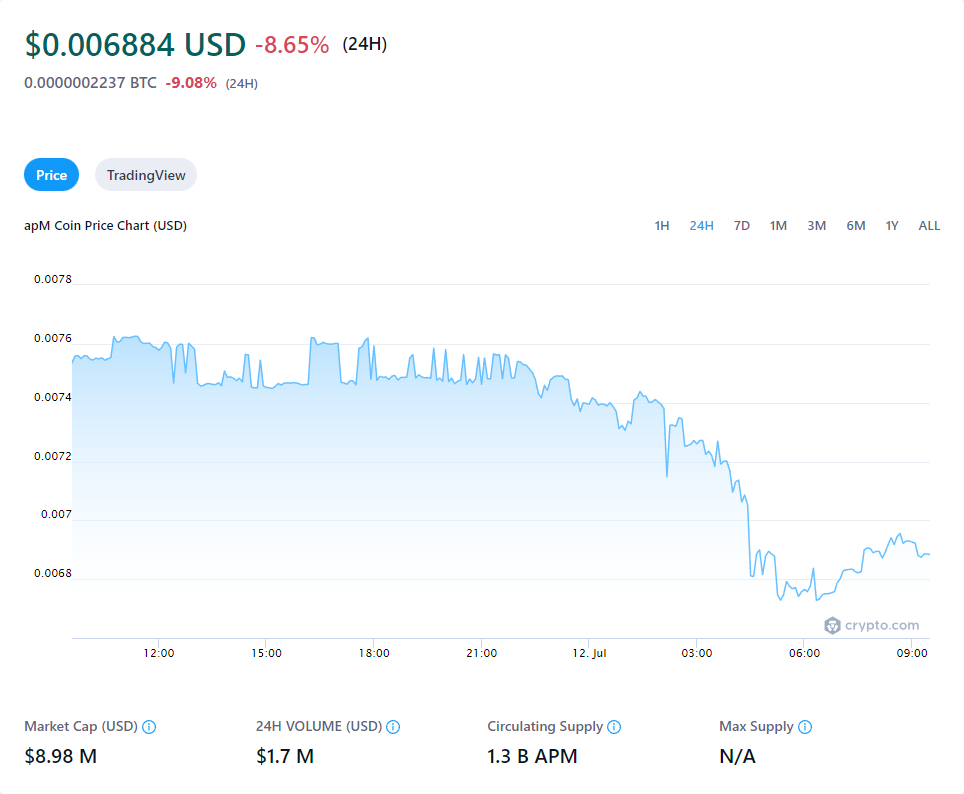 $0.006884 USD -8.65% (24H)
0.0000002237 BTC -9.08% (24H)
Price TradingView
apM Coin Price Chart (USD) 1H 24H 7D 1M 3M 6M 1Y ALL
0.0078
0.0076
0.0074
0.0072
0.007
0.0068
crypto.com
12:00 15:00 18:00 21:00 12. Jul 03:00 06:00 09:00
Market Cap (USD) 24H VOLUME (USD) Circulating Supply Max Supply
$8.98 M $1.7 M 1.3 B APM N/A